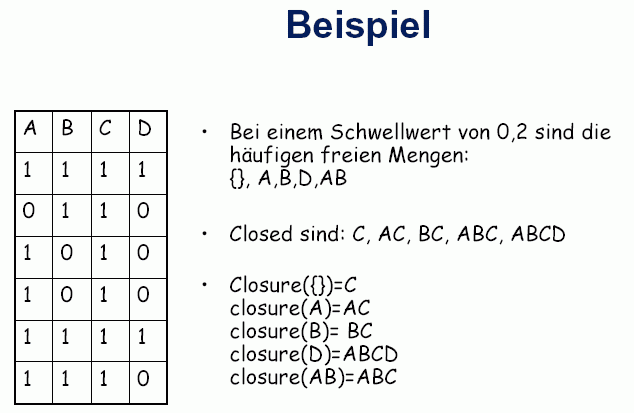 Beispiel
A B C D
1 1 1 1
0 1 1 0
1 0 1 0
1 0 1 0
1 1 1 1
1 1 1 0
• Bei einem Schwellwert von 0,2 sind die
häufigen freien Mengen:
{}, A,B,D,AB
• Closed sind: C, AC, BC, ABC, ABCD
• Closure({})=C
closure(A)=AC
closure(B)= BC
closure(D)=ABCD
closure(AB)=ABC